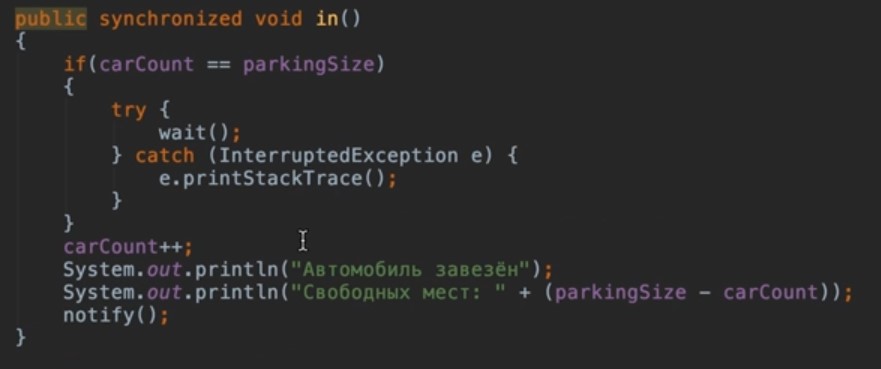 public synchronized void in()
{
if(carCount == parkingSize)
{
try {
wait();
} catch (InterruptedException e) {
e.printStackTrace();
}
}
carCount++;
System.out.println("Автомобиль завезён");
System.out.println("Свободных мест: " + (parkingSize - carCount));
notify();
}